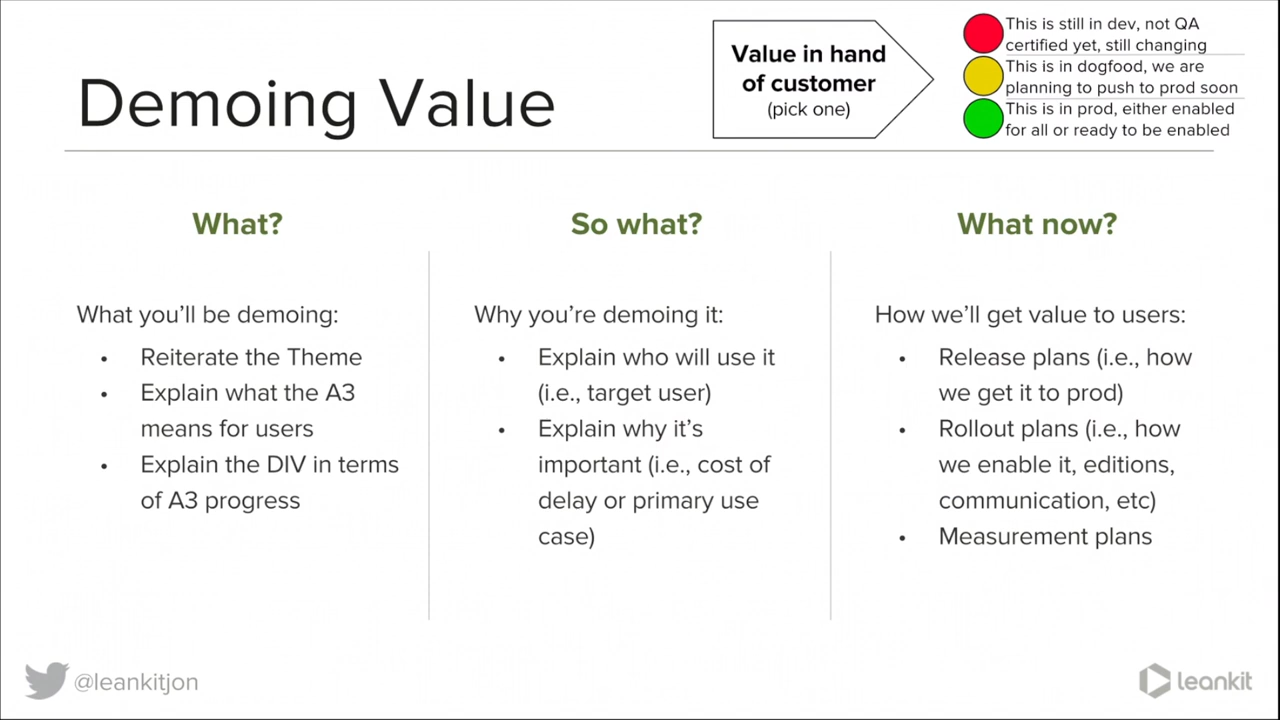 Demoing Value
Value in hand
of customer
(pick one)
This is still in dev, not QA
certified yet, still changing
This is in dogfood, we are
planning to push to prod soon
This is in prod, either enabled
for all or ready to be enabled
What?
What you’ll be demoing:
• Reiterate the Theme
• Explain what the A3
means for users
• Explain the DIV in terms
of A3 progress
So what?
Why you’re demoing it:
• Explain who will use it
(i.e., target user)
• Explain why it’s
important (i.e., cost of
delay or primary use
case)
What now?
How we’ll get value to users:
• Release plans (i.e., how
we get it to prod)
• Rollout plans (i.e., how
we enable it, editions,
communication, etc)
• Measurement plans
@leankitjon
leankit